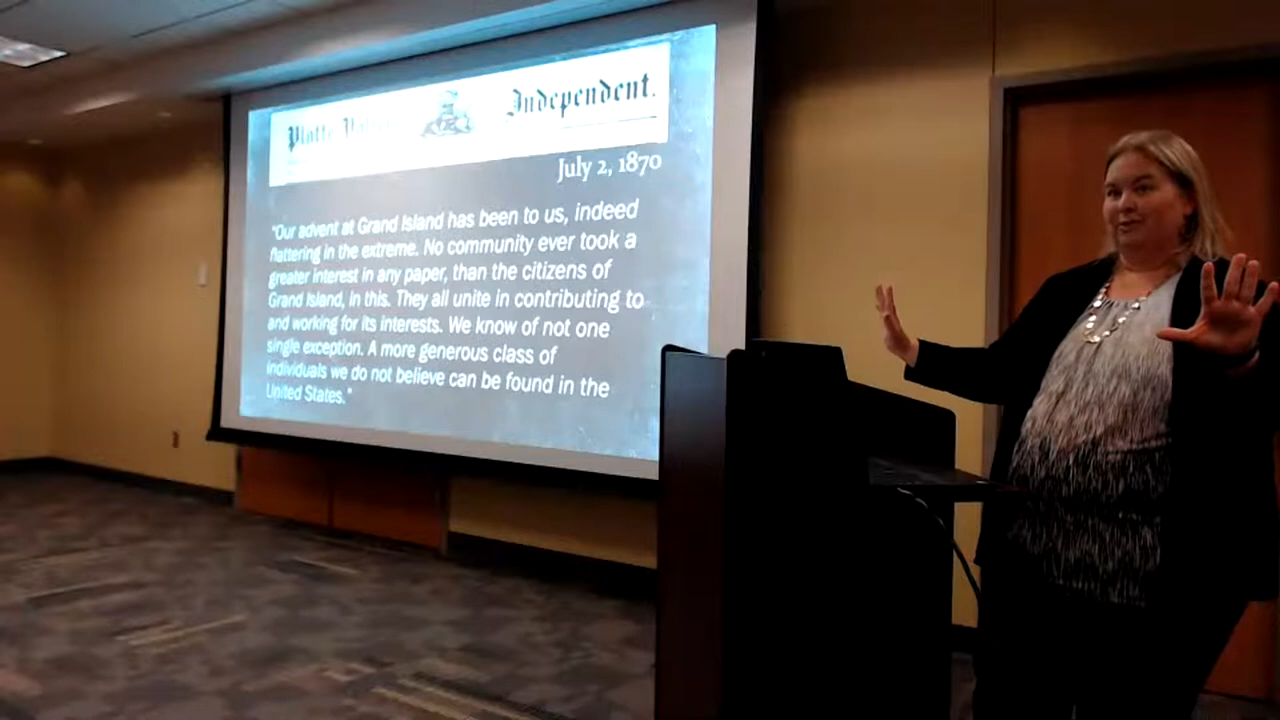 Platte Valley Independent.
July 2, 1870
"Our advent at Grand Island has been to us, indeed
flattering in the extreme. No community ever took a
greater interest in any paper, than the citizens of
Grand Island, in this. They all unite in contributing to
and working for its interests. We know of not one
single exception. A more generous class of
individuals we do not believe can be found in the
United States."